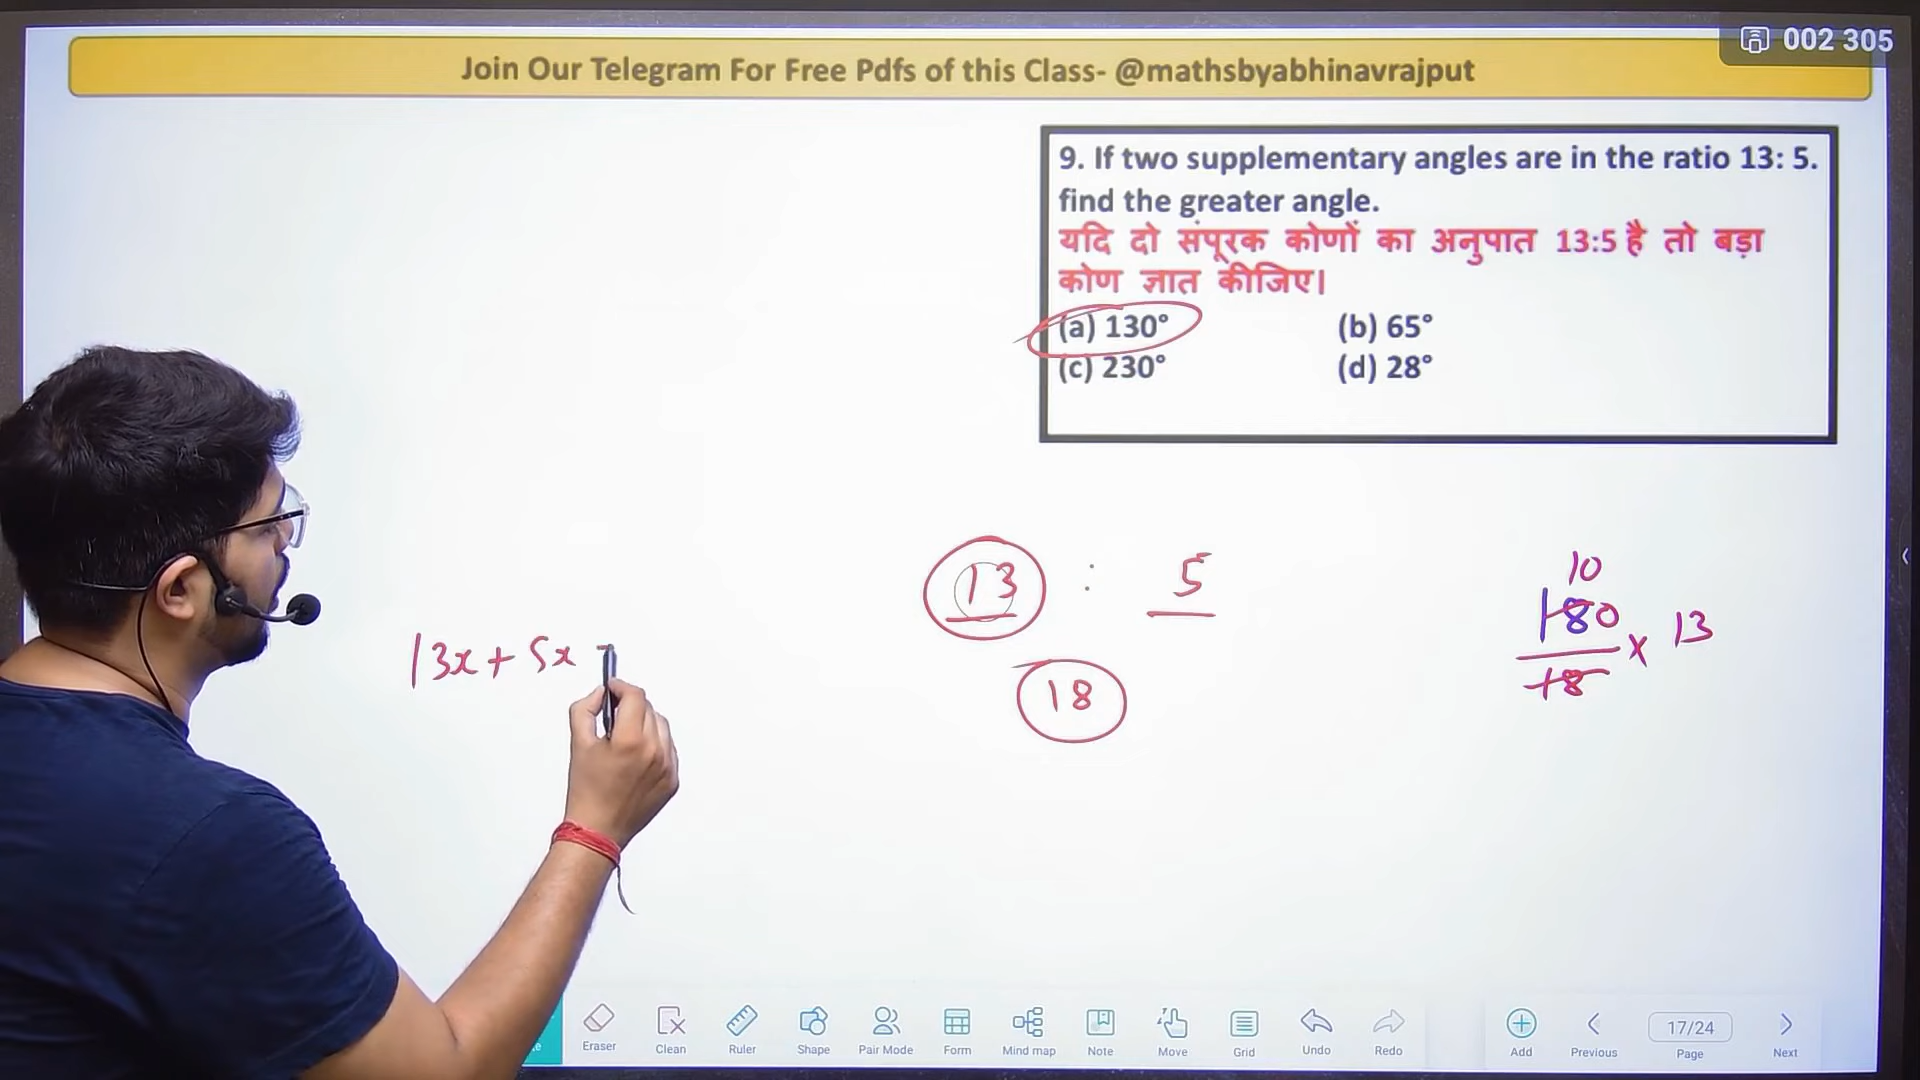 002 305
Join Our Telegram For Free Pdfs of this Class- @mathsbyabhinavrajput
9. If two supplementary angles are in the ratio 13: 5.
find the greater angle.
यदि दो संपूरक कोणों का अनुपात 13:5 है तो बड़ा
कोण ज्ञात कीजिए।
(a) 130° (b) 65°
(c) 230° (d) 28°
13 : 5
18
10
180
18
x 13
13x + 5x =
Eraser Clean Ruler Shape Pair Mode Form Mind map Note Move Grid Undo Redo Add Previous 17/24 Page Next